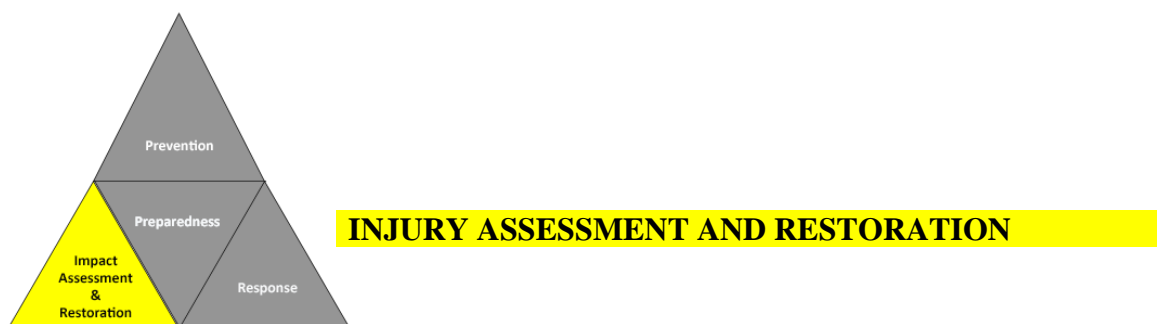 Prevention
Preparedness
INJURY ASSESSMENT AND RESTORATION
Impact
Assessment
&
Restoration
Response